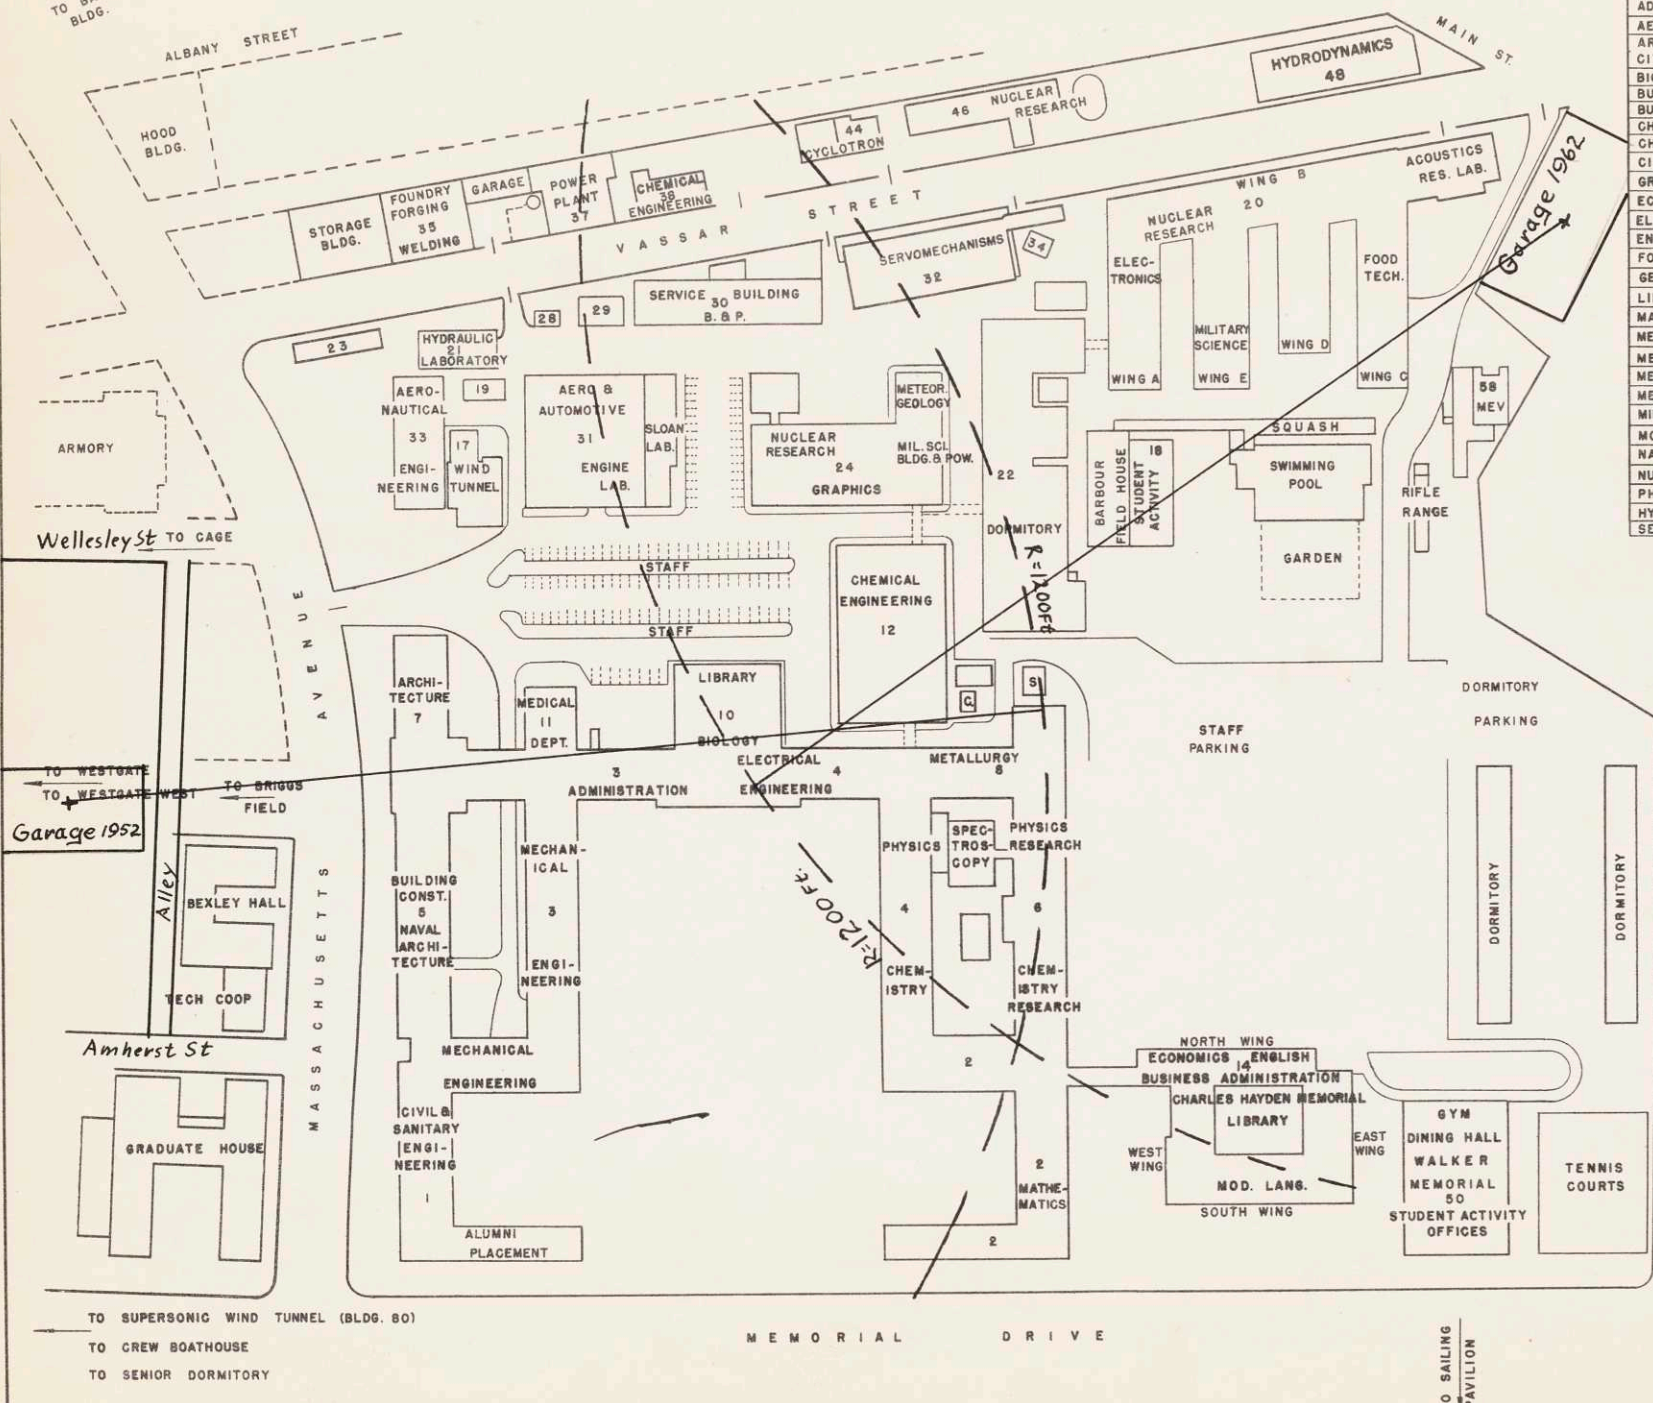 TO
BLDG.
ALBANY STREET
MAIN ST.
HOOD
BLDG.
HYDRODYNAMICS
48
46
NUCLEAR
RESEARCH
44
CYCLOTRON
ACOUSTICS
RES. LAB.
Garage 1962
STORAGE
BLDG.
FOUNDRY
FORGING
35
WELDING
GARAGE
POWER
PLANT
37
CHEMICAL
36
ENGINEERING
VASSAR STREET
WING B
20
NUCLEAR
RESEARCH
SERVOMECHANISMS
32
34
ELEC-
TRONICS
FOOD
TECH.
MILITARY
SCIENCE
WING D
WING A
WING E
WING C
23
HYDRAULIC
21
LABORATORY
28
29
SERVICE BUILDING
30
B. & P.
AERO-
NAUTICAL
33
ENGI-
NEERING
19
17
WIND
TUNNEL
AERO &
AUTOMOTIVE
31
ENGINE
LAB.
SLOAN
LAB.
NUCLEAR
RESEARCH
24
GRAPHICS
METEOR.
GEOLOGY
MIL. SCI.
BLDG. & POW.
22
DORMITORY
R=1200Ft
SQUASH
BARBOUR
FIELD HOUSE
18
STUDENT
ACTIVITY
SWIMMING
POOL
GARDEN
58
MEV
RIFLE
RANGE
ARMORY
Wellesley St
TO CAGE
STAFF
STAFF
CHEMICAL
ENGINEERING
12
ARCHI-
TECTURE
7
MEDICAL
11
DEPT.
LIBRARY
10
BIOLOGY
G
S
STAFF
PARKING
DORMITORY
PARKING
TO WESTGATE
TO WESTGATE WEST
TO BRIGGS
FIELD
Garage 1952
3
ADMINISTRATION
ELECTRICAL
4
ENGINEERING
METALLURGY
8
Alley
BEXLEY HALL
TECH COOP
Amherst St
GRADUATE HOUSE
MASSACHUSETTS AVENUE
BUILDING
CONST.
5
NAVAL
ARCHI-
TECTURE
MECHAN-
ICAL
3
ENGI-
NEERING
MECHANICAL
ENGINEERING
CIVIL &
SANITARY
ENGI-
NEERING
1
ALUMNI
PLACEMENT
R=1200Ft.
PHYSICS
4
CHEM-
ISTRY
SPEC-
TROS-
COPY
PHYSICS
RESEARCH
6
CHEM-
ISTRY
RESEARCH
2
2
MATHE-
MATICS
2
DORMITORY
DORMITORY
NORTH WING
ECONOMICS ENGLISH
14
BUSINESS ADMINISTRATION
CHARLES HAYDEN MEMORIAL
LIBRARY
WEST
WING
EAST
WING
MOD. LANG.
SOUTH WING
GYM
DINING HALL
WALKER
MEMORIAL
50
STUDENT ACTIVITY
OFFICES
TENNIS
COURTS
TO SUPERSONIC WIND TUNNEL (BLDG. 80)
TO CREW BOATHOUSE
TO SENIOR DORMITORY
MEMORIAL DRIVE
SAILING